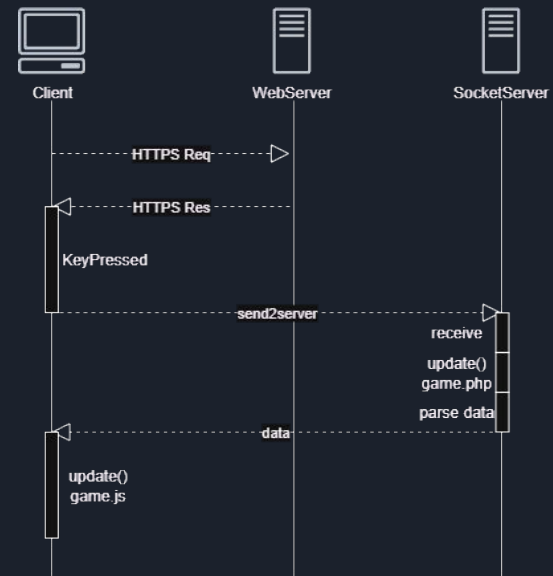 Client
WebServer
SocketServer
HTTPS Req
HTTPS Res
KeyPressed
send2server
receive
update()
game.php
parse data
data
update()
game.js